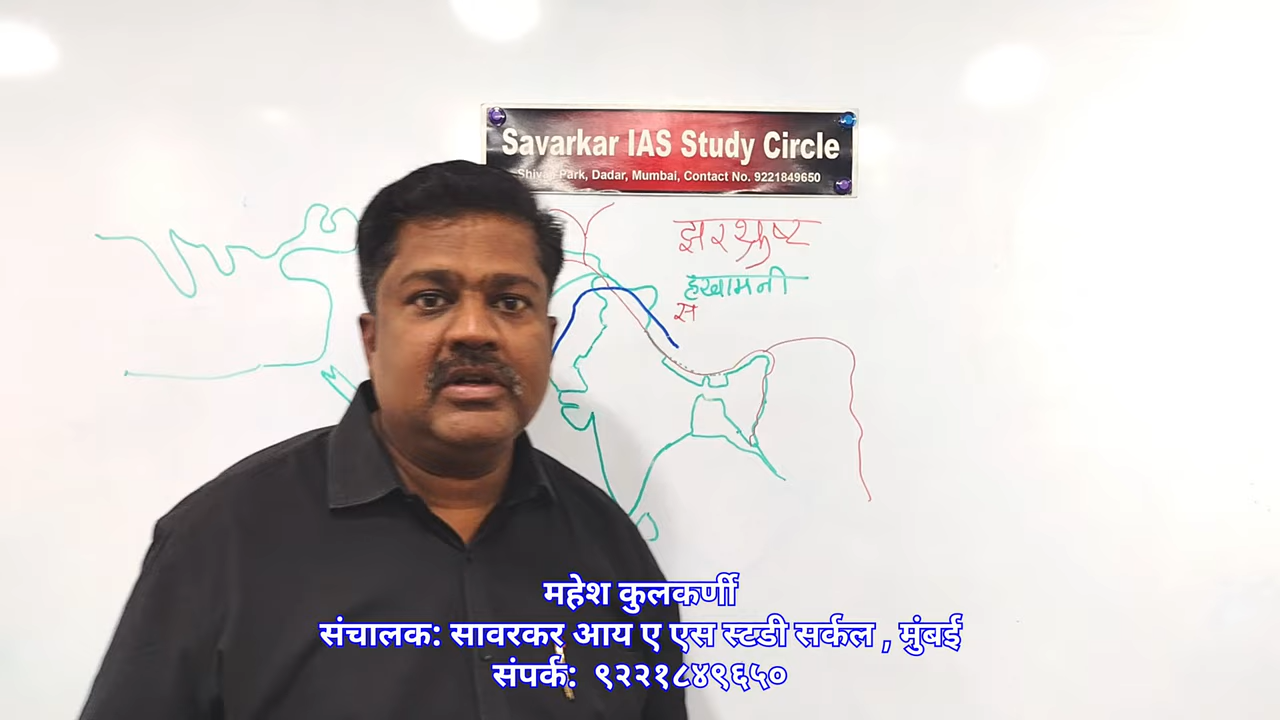 Savarkar IAS Study Circle
Shivaji Park, Dadar, Mumbai, Contact No. 9221849650
झरथ्रुष्ट
हखामनी
स
महेश कुलकर्णी
संचालक: सावरकर आय ए एस स्टडी सर्कल , मुंबई
संपर्क: ९२२१८४९६५०